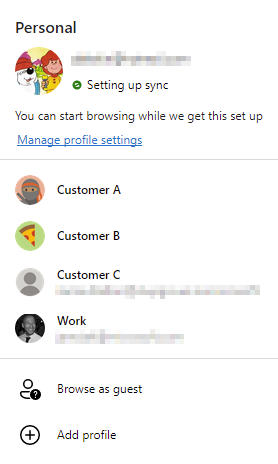 Personal
Setting up sync
You can start browsing while we get this set up
Manage profile settings
Customer A
Customer B
Customer C
Work
Browse as guest
Add profile